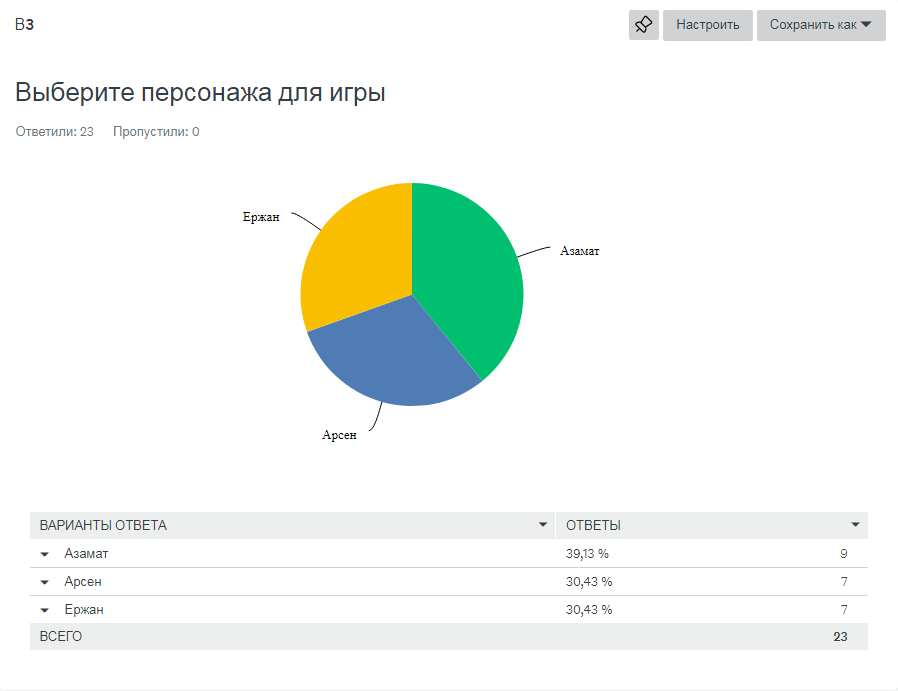 В3
Настроить
Сохранить как
Выберите персонажа для игры
Ответили: 23 Пропустили: 0
Ержан
Азамат
Арсен
ВАРИАНТЫ ОТВЕТА ОТВЕТЫ
Азамат 39,13 % 9
Арсен 30,43 % 7
Ержан 30,43 % 7
ВСЕГО 23